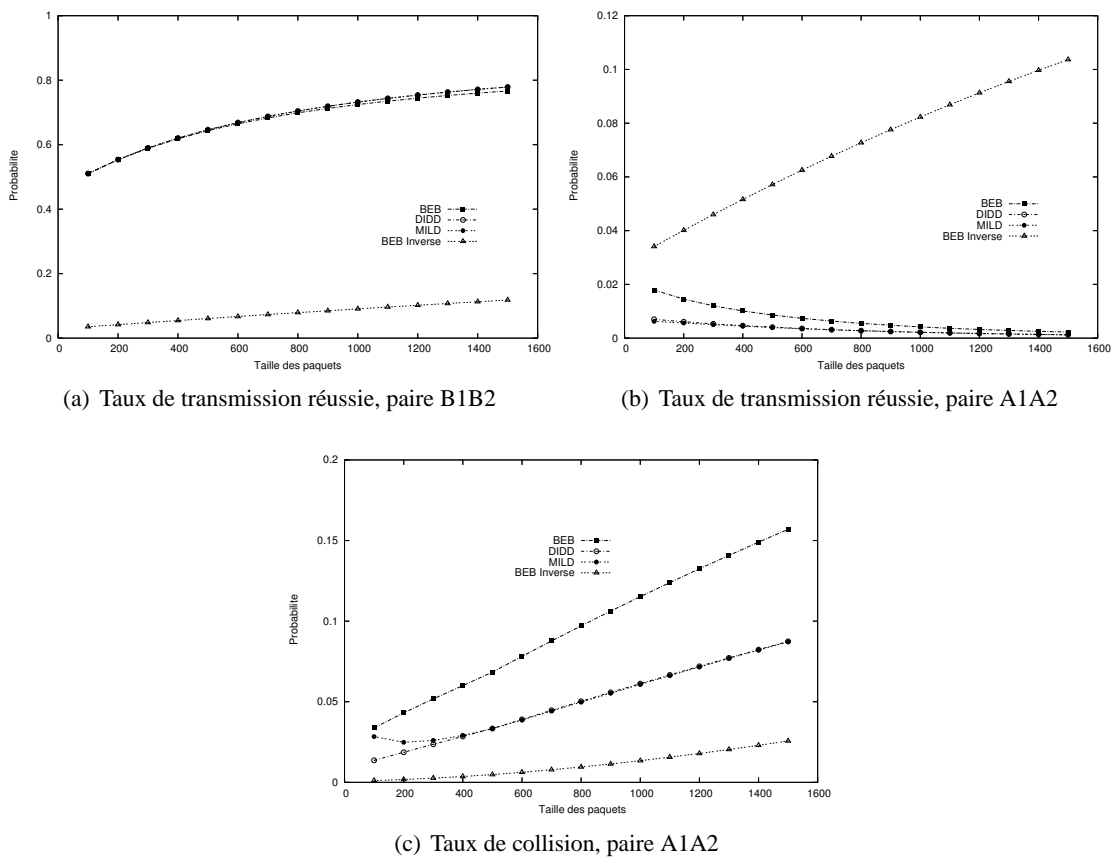 1
0.8
0.6
0.4
0.2
0
Probabilite
BEB
DIDD
MILD
BEB Inverse
0 200 400 600 800 1000 1200 1400 1600
Taille des paquets
(a) Taux de transmission réussie, paire B1B2
0.12
0.1
0.08
0.06
0.04
0.02
0
Probabilite
BEB
DIDD
MILD
BEB Inverse
0 200 400 600 800 1000 1200 1400 1600
Taille des paquets
(b) Taux de transmission réussie, paire A1A2
0.2
0.15
0.1
0.05
0
Probabilite
BEB
DIDD
MILD
BEB Inverse
0 200 400 600 800 1000 1200 1400 1600
Taille des paquets
(c) Taux de collision, paire A1A2